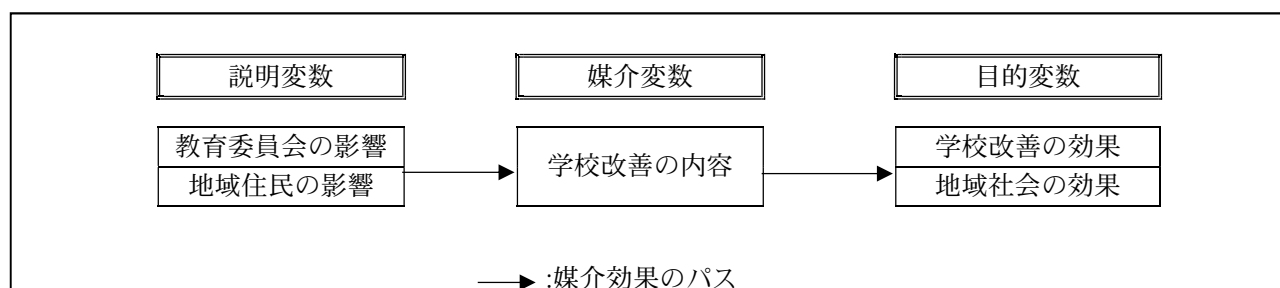 説明変数 媒介変数 目的変数
教育委員会の影響 学校改善の内容 学校改善の効果
地域住民の影響 地域社会の効果
:媒介効果のパス